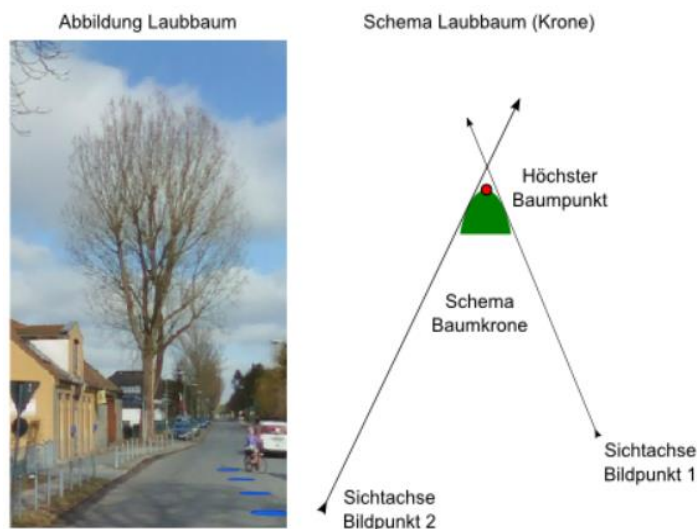 Abbildung Laubbaum
Schema Laubbaum (Krone)
Höchster
Baumpunkt
Schema
Baumkrone
Sichtachse
Bildpunkt 1
Sichtachse
Bildpunkt 2